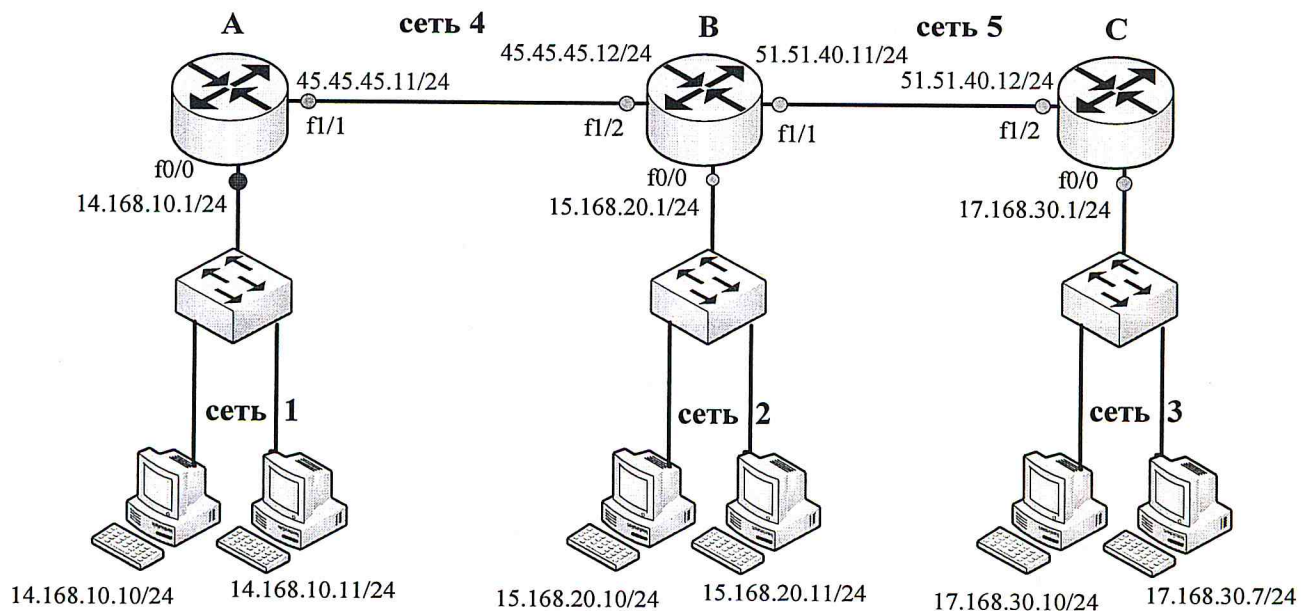 A
сеть 4
B
сеть 5
C
45.45.45.11/24
45.45.45.12/24
51.51.40.11/24
51.51.40.12/24
f1/1
f1/2
f1/1
f1/2
f0/0
f0/0
f0/0
14.168.10.1/24
15.168.20.1/24
17.168.30.1/24
сеть 1
сеть 2
сеть 3
14.168.10.10/24
14.168.10.11/24
15.168.20.10/24
15.168.20.11/24
17.168.30.10/24
17.168.30.7/24